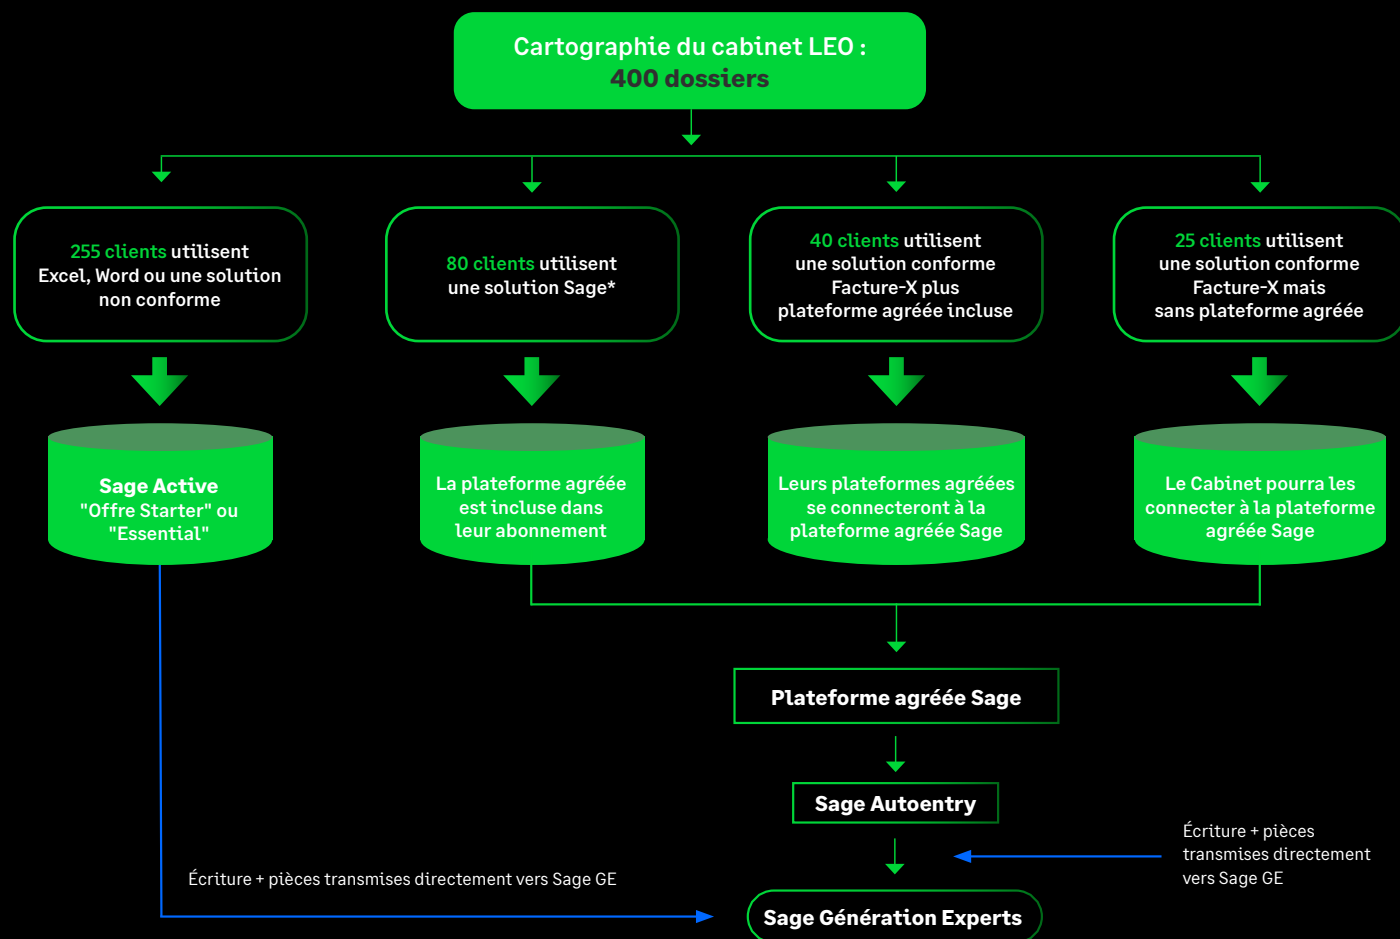 Cartographie du cabinet LEO :
400 dossiers
255 clients utilisent
Excel, Word ou une solution
non conforme
80 clients utilisent
une solution Sage*
40 clients utilisent
une solution conforme
Facture-X plus
plateforme agréée incluse
25 clients utilisent
une solution conforme
Facture-X mais
sans plateforme agréée
Sage Active
"Offre Starter" ou
"Essential"
La plateforme agréée
est incluse dans
leur abonnement
Leurs plateformes agréées
se connecteront à la
plateforme agréée Sage
Le Cabinet pourra les
connecter à la plateforme
agréée Sage
Plateforme agréée Sage
Sage Autoentry
Écriture + pièces
transmises directement
vers Sage GE
Écriture + pièces transmises directement vers Sage GE
Sage Génération Experts